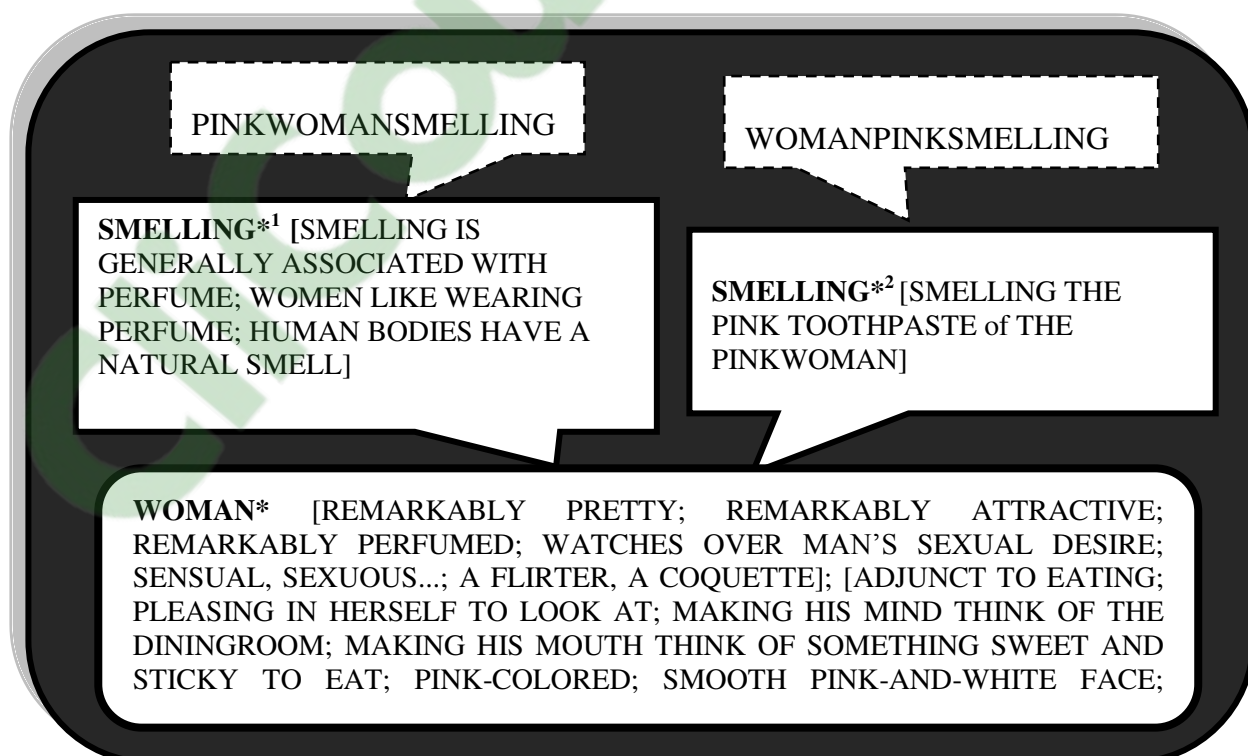 PINKWOMANSMELLING
WOMANPINKSMELLING
SMELLING*1 [SMELLING IS
GENERALLY ASSOCIATED WITH
PERFUME; WOMEN LIKE WEARING
PERFUME; HUMAN BODIES HAVE A
NATURAL SMELL]
SMELLING*2 [SMELLING THE
PINK TOOTHPASTE of THE
PINKWOMAN]
WOMAN* [REMARKABLY PRETTY; REMARKABLY ATTRACTIVE;
REMARKABLY PERFUMED; WATCHES OVER MAN'S SEXUAL DESIRE;
SENSUAL, SEXUOUS...; A FLIRTER, A COQUETTE]; [ADJUNCT TO EATING;
PLEASING IN HERSELF TO LOOK AT; MAKING HIS MIND THINK OF THE
DININGROOM; MAKING HIS MOUTH THINK OF SOMETHING SWEET AND
STICKY TO EAT; PINK-COLORED; SMOOTH PINK-AND-WHITE FACE;